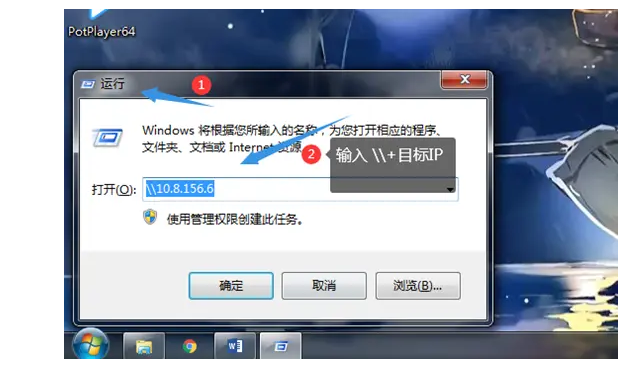 PotPlayer64
运行
1
Windows 将根据您所输入的名称，为您打开相应的程序、
文件夹、文档或 Internet 资源
2
输入 \\+目标IP
打开(O):
\\10.8.156.6
使用管理权限创建此任务。
确定
取消
浏览(B)...